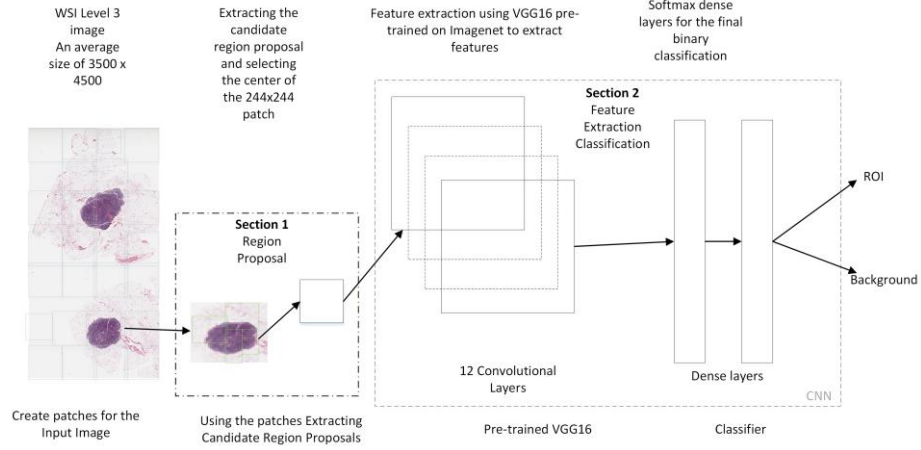 WSI Level 3
image
An average
size of 3500 x
4500
Extracting the
candidate
region proposal
and selecting
the center of
the 244x244
patch
Feature extraction using VGG16 pre-
trained on Imagenet to extract
features
Softmax dense
layers for the final
binary
classification
Section 1
Region
Proposal
Section 2
Feature
Extraction
Classification
ROI
Background
12 Convolutional
Layers
Dense layers
CNN
Create patches for the
Input Image
Using the patches Extracting
Candidate Region Proposals
Pre-trained VGG16
Classifier